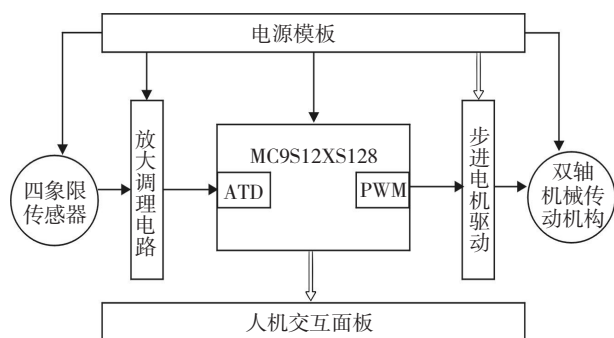 电源模板
四象限
传感器
放大调理电路
MC9S12XS128
ATD
PWM
步进电机驱动
双轴
机械传
动机构
人机交互面板